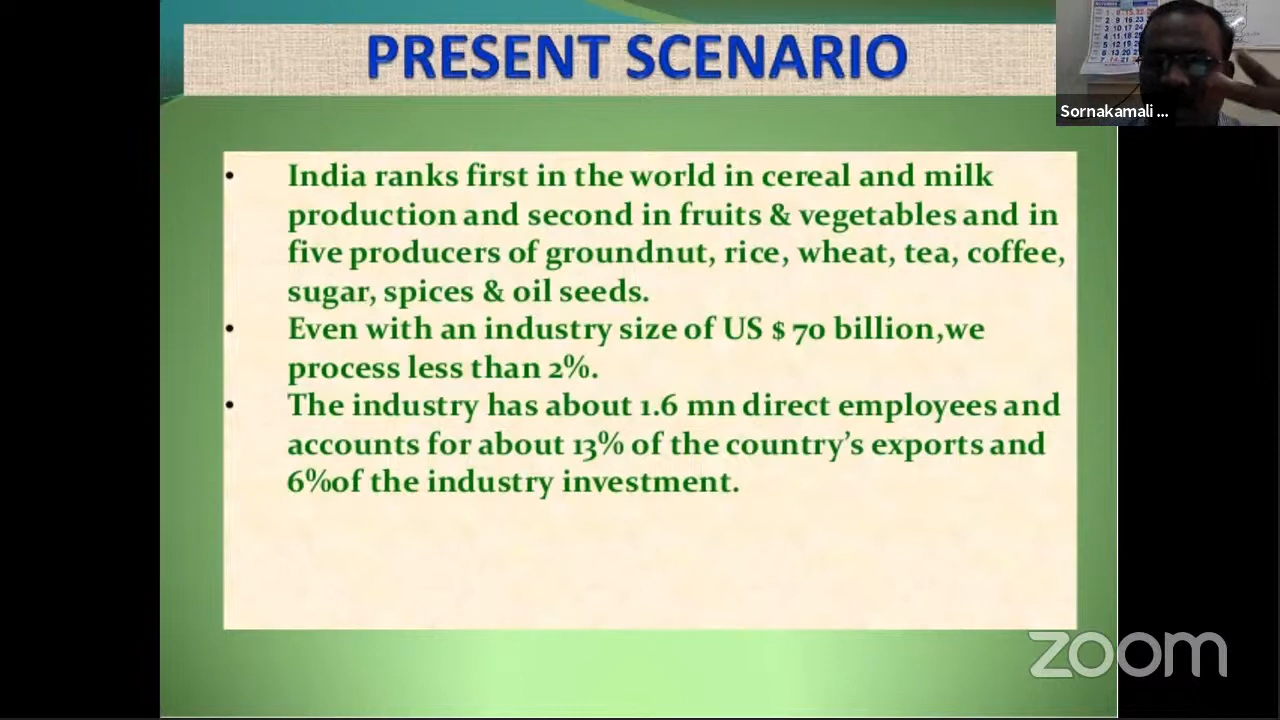 PRESENT SCENARIO
Sornakamali ...
• India ranks first in the world in cereal and milk
production and second in fruits & vegetables and in
five producers of groundnut, rice, wheat, tea, coffee,
sugar, spices & oil seeds.
• Even with an industry size of US $ 70 billion,we
process less than 2%.
• The industry has about 1.6 mn direct employees and
accounts for about 13% of the country’s exports and
6%of the industry investment.
zoom